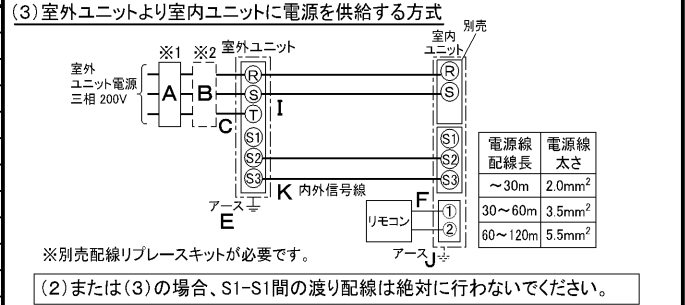 (3)室外ユニットより室内ユニットに電源を供給する方式
別売
※1 ※2 室外ユニット
室内
ユニット
室外
ユニット電源
三相 200V
A B
R
S
T
S1
S2
S3
C
I
R
S
S1
S2
S3
K 内外信号線
アース
E
F
リモコン
1
2
アース J
電源線
配線長
電源線
太さ
～30m 2.0mm²
30～60m 3.5mm²
60～120m 5.5mm²
※別売配線リプレースキットが必要です。
(2)または(3)の場合、S1-S1間の渡り配線は絶対に行わないでください。